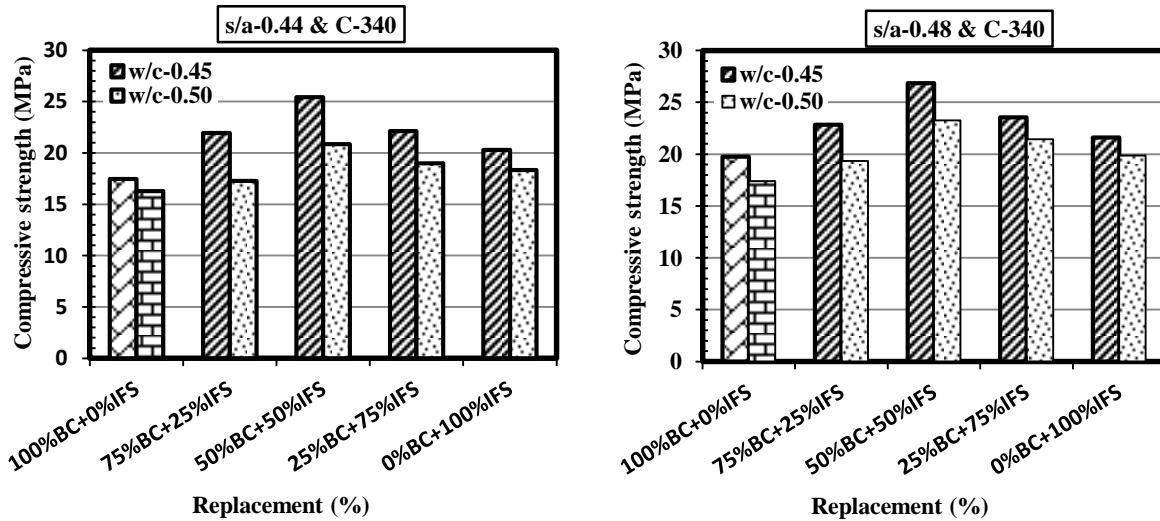 s/a-0.44 & C-340
Compressive strength (MPa)
30
25
20
15
10
5
0
w/c-0.45
w/c-0.50
100%BC+0%IFS
75%BC+25%IFS
50%BC+50%IFS
25%BC+75%IFS
0%BC+100%IFS
Replacement (%)
s/a-0.48 & C-340
Compressive strength (MPa)
30
25
20
15
10
5
0
w/c-0.45
w/c-0.50
100%BC+0%IFS
75%BC+25%IFS
50%BC+50%IFS
25%BC+75%IFS
0%BC+100%IFS
Replacement (%)